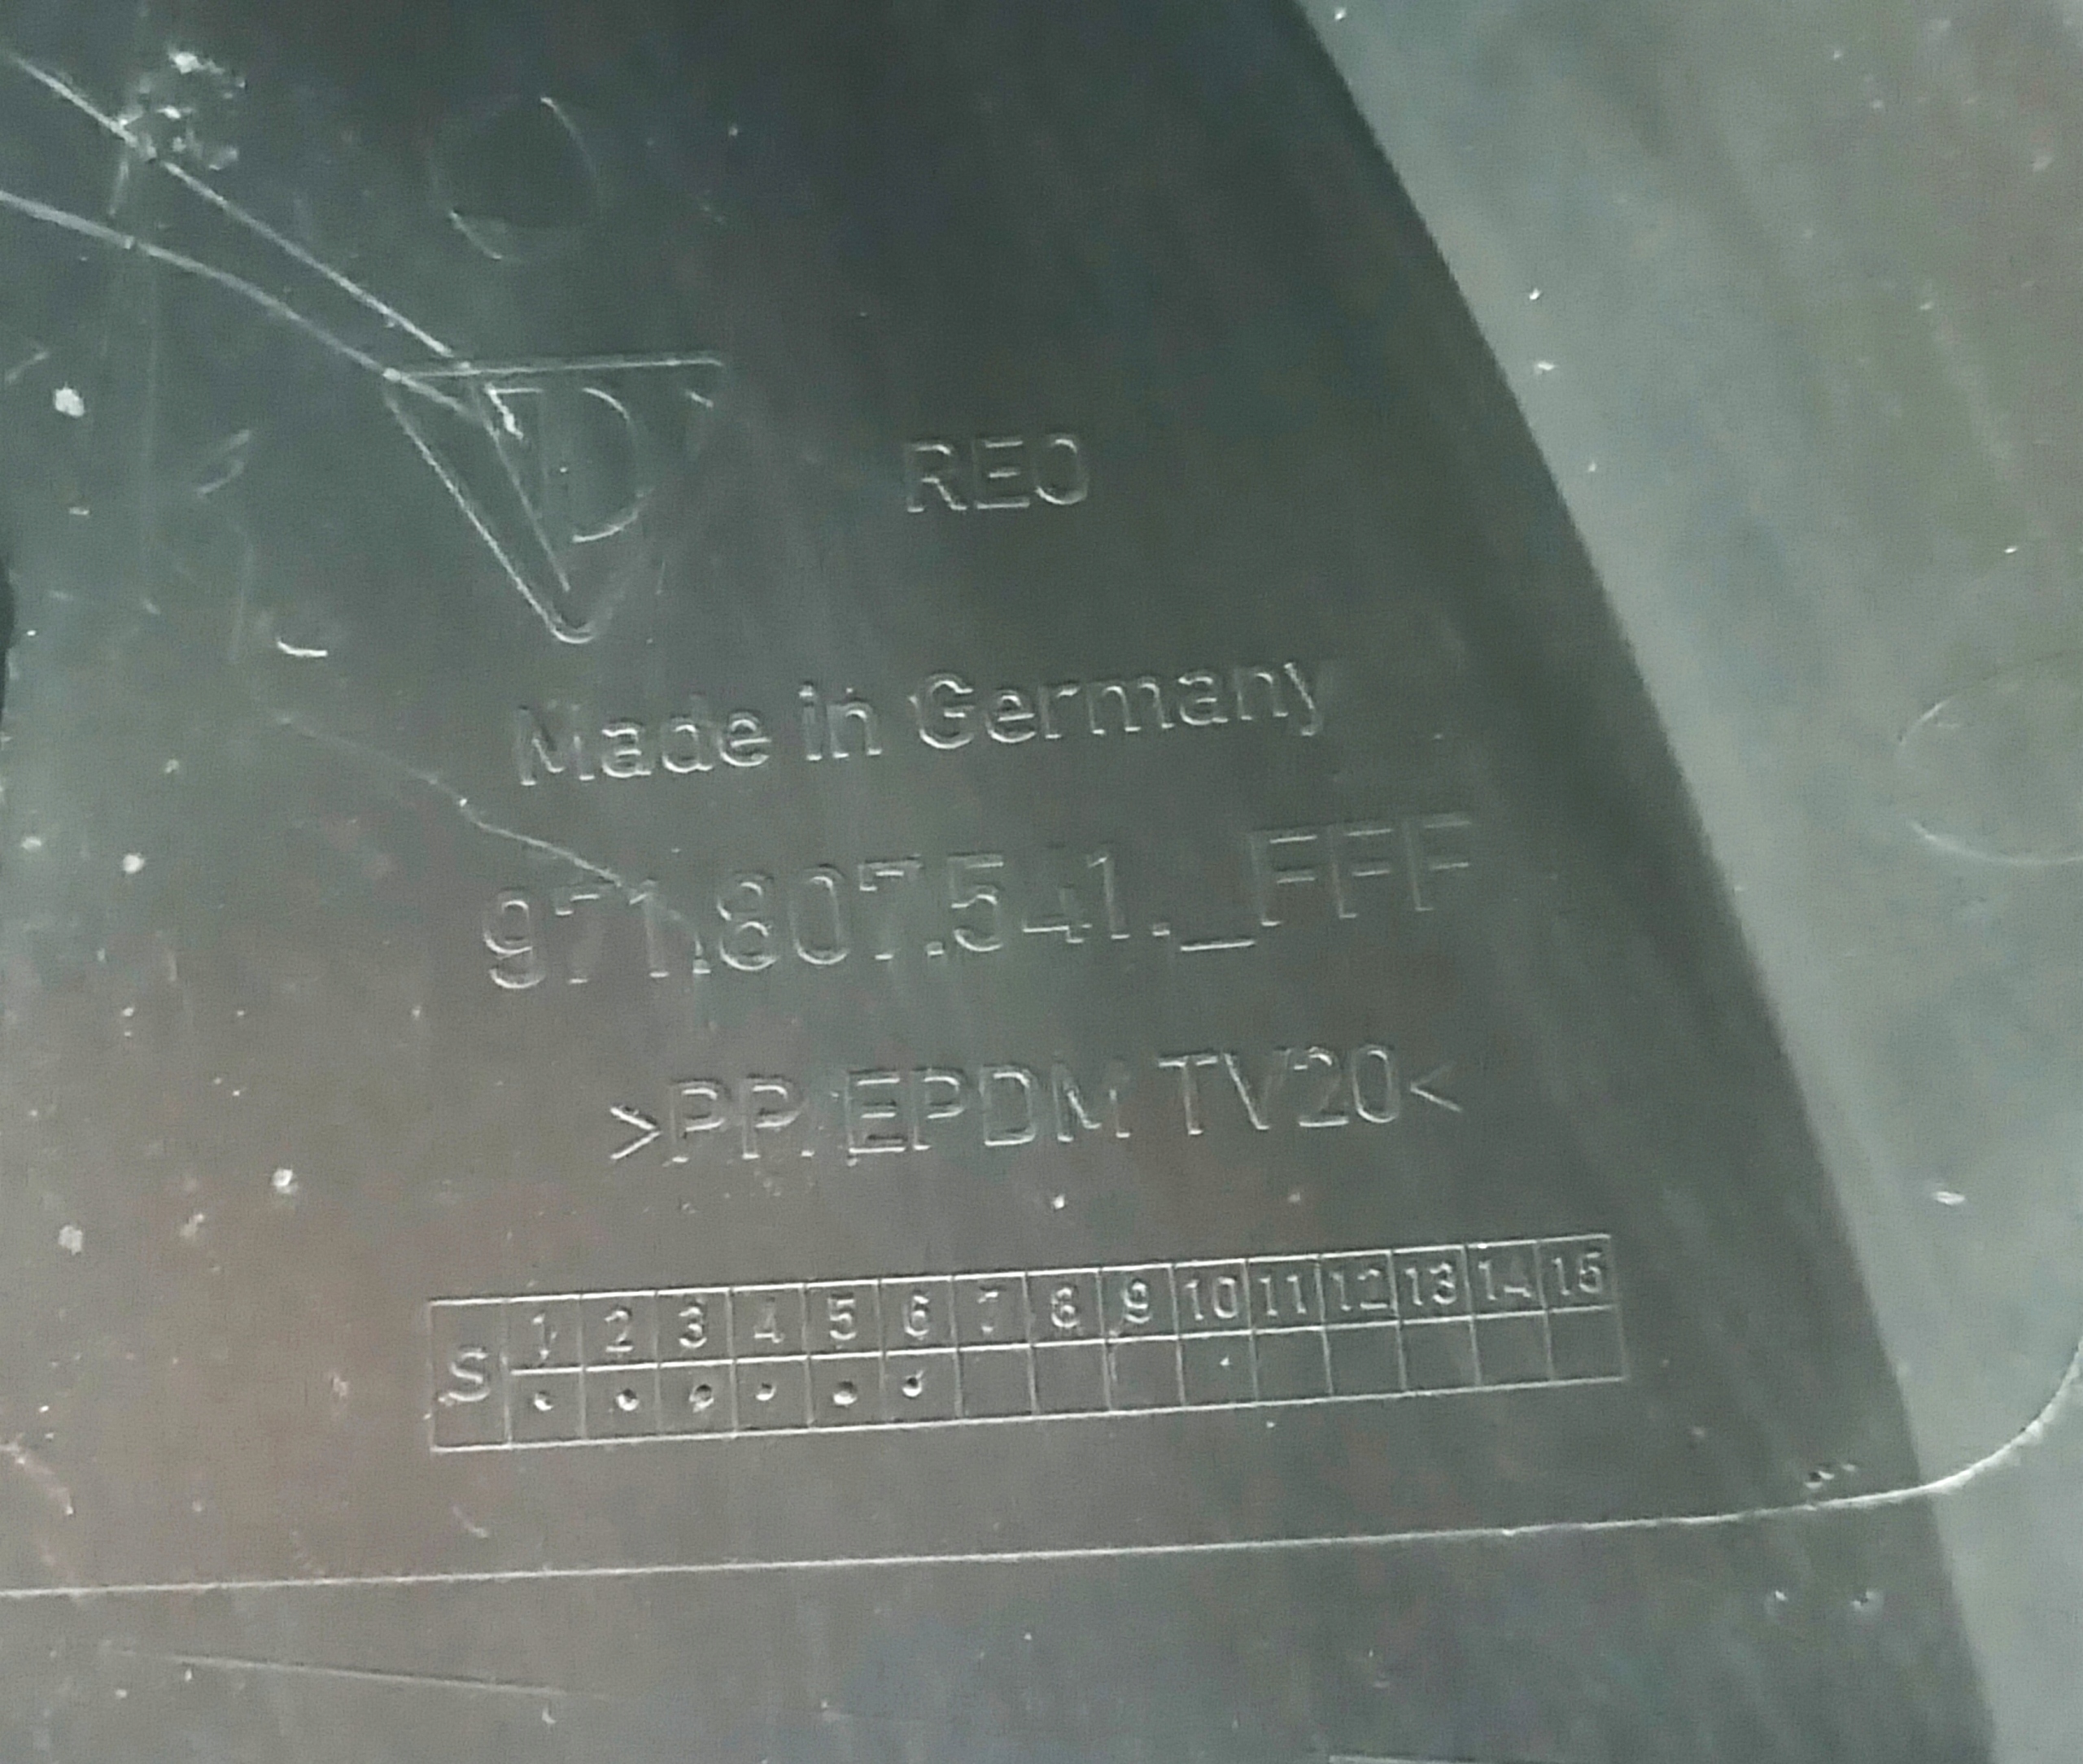 D
REO
Made in Germany
971.807.541._FFF
>PP/EPDM TV20<
S 1 2 3 4 5 6 7 8 9 10 11 12 13 14 15